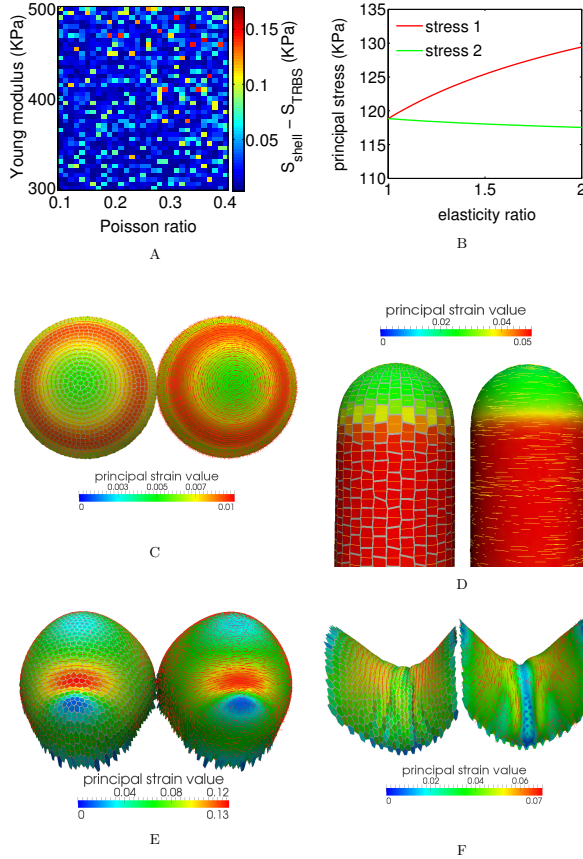 500
400
300
0.1 0.2 0.3 0.4
Young modulus (KPa)
Poisson ratio
0.15
0.1
0.05
S_shell − S_TRBS (KPa)
A
135
130
125
120
115
110
1 1.5 2
principal stress (KPa)
elasticity ratio
stress 1
stress 2
B
principal strain value
0.003 0.005 0.007
0 0.01
C
principal strain value
0.02 0.04
0 0.05
D
principal strain value
0.04 0.08 0.12
0 0.13
E
principal strain value
0.02 0.04 0.06
0 0.07
F